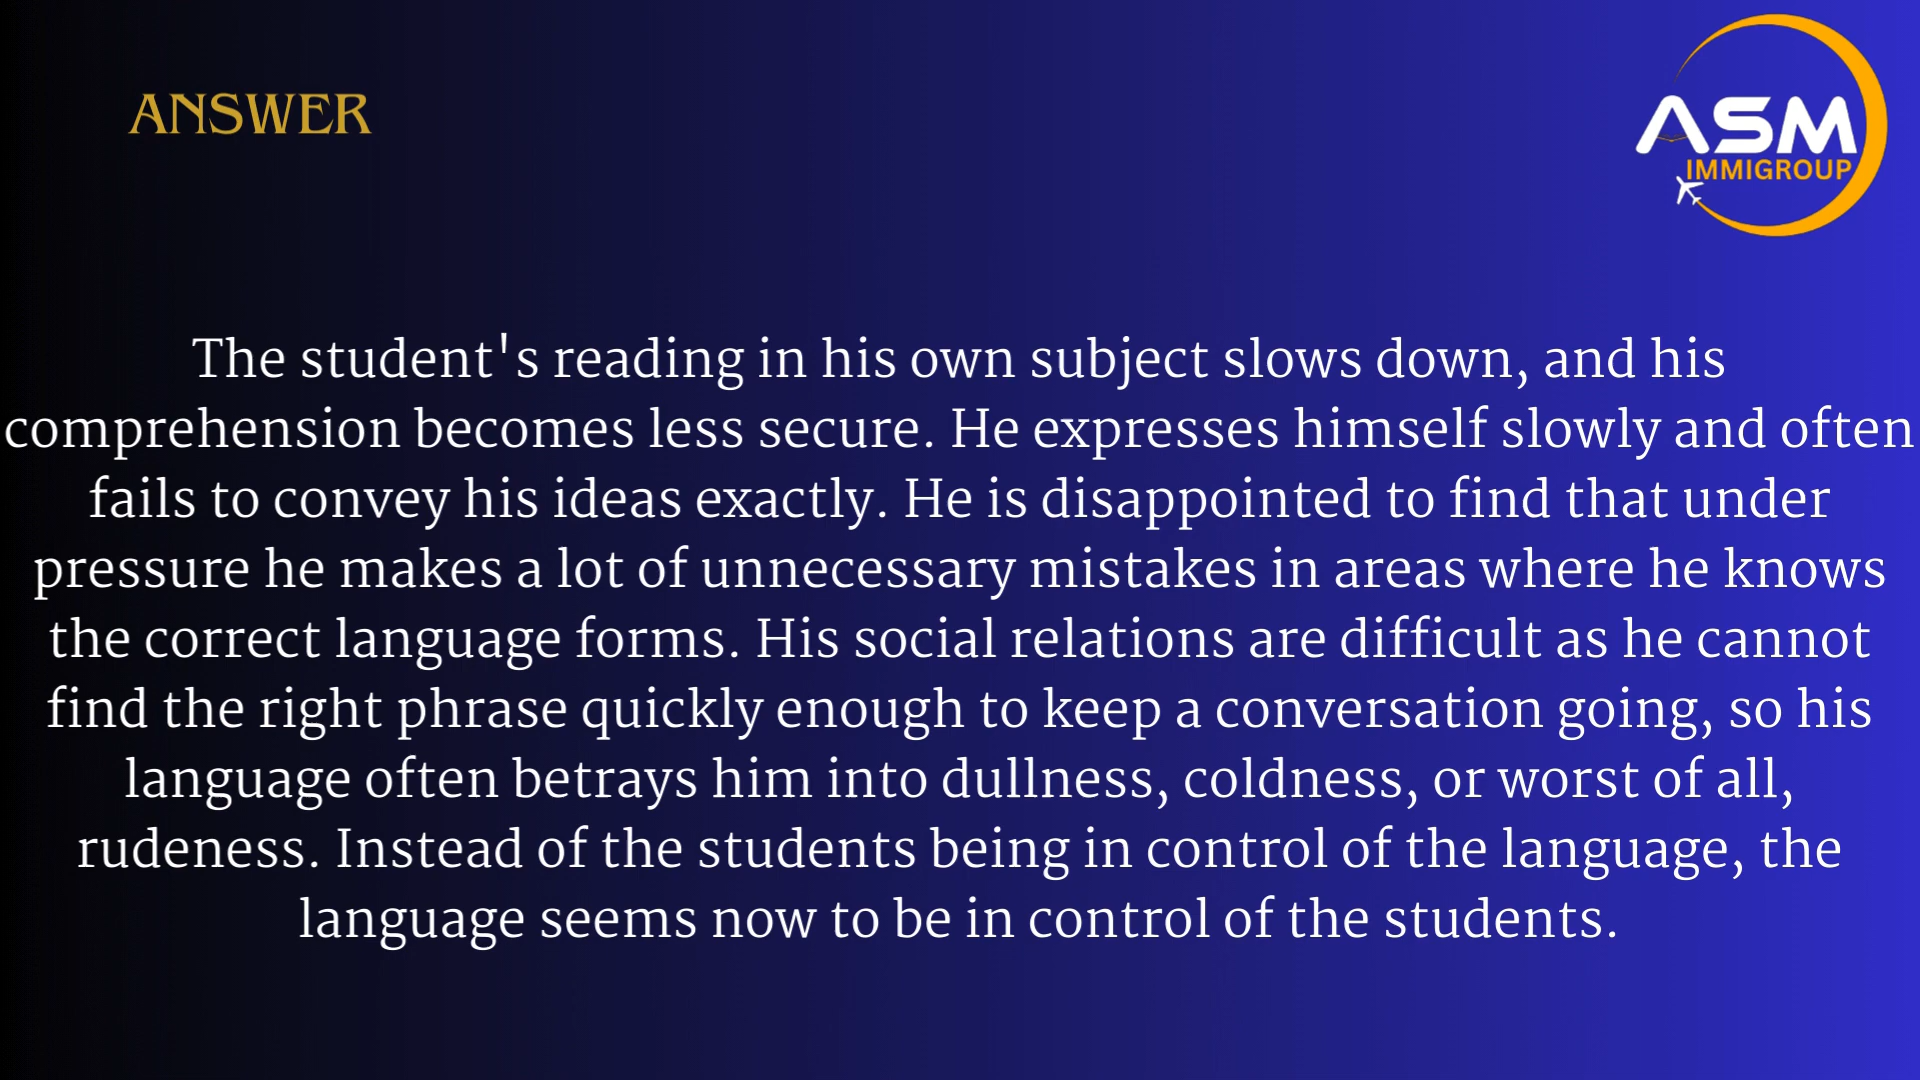 ANSWER
ASM
IMMIGROUP
The student's reading in his own subject slows down, and his
comprehension becomes less secure. He expresses himself slowly and often
fails to convey his ideas exactly. He is disappointed to find that under
pressure he makes a lot of unnecessary mistakes in areas where he knows
the correct language forms. His social relations are difficult as he cannot
find the right phrase quickly enough to keep a conversation going, so his
language often betrays him into dullness, coldness, or worst of all,
rudeness. Instead of the students being in control of the language, the
language seems now to be in control of the students.